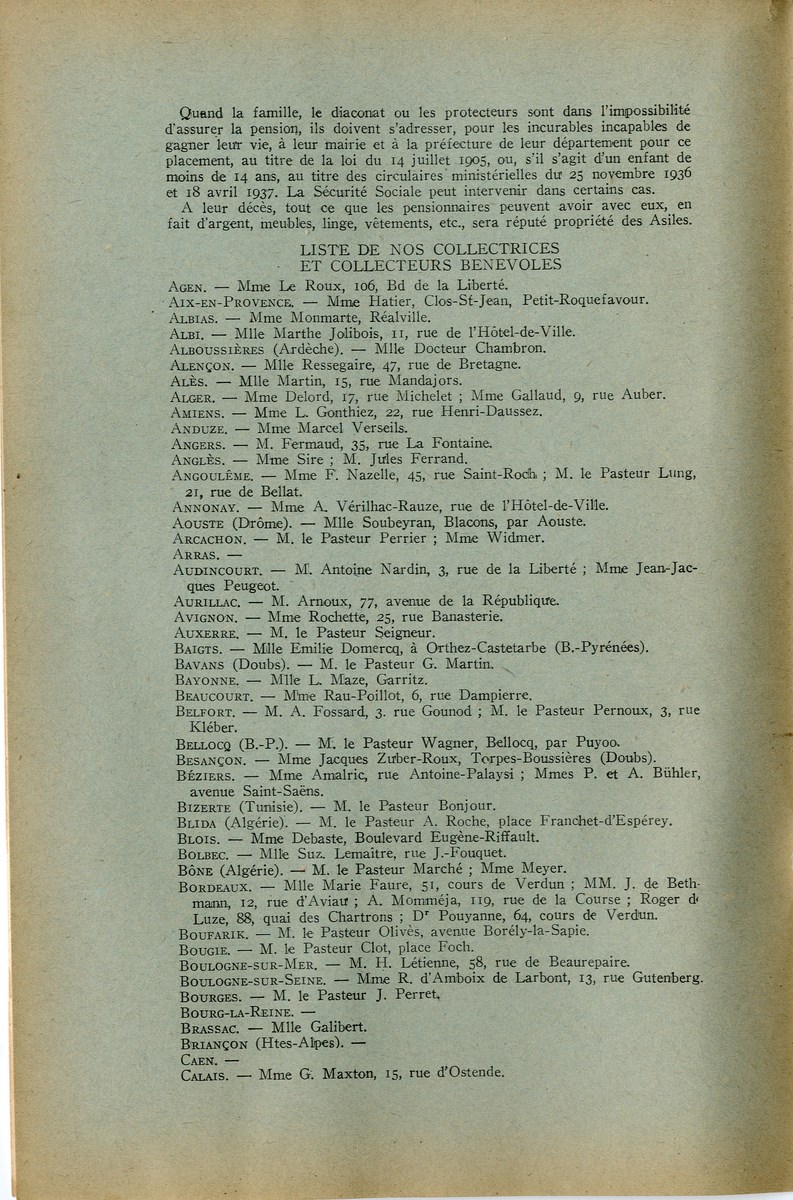 Quand la famille, le diaconat ou les protecteurs sont dans l'impossibilité
d'assurer la pension, ils doivent s'adresser, pour les incurables incapables de
gagner leur vie, à leur mairie et à la préfecture de leur département pour ce
placement, au titre de la loi du 14 juillet 1905, ou, s'il s'agit d'un enfant de
moins de 14 ans, au titre des circulaires ministérielles du 25 novembre 1936
et 18 avril 1937. La Sécurité Sociale peut intervenir dans certains cas.
A leur décès, tout ce que les pensionnaires peuvent avoir avec eux, en
fait d'argent, meubles, linge, vêtements, etc., sera réputé propriété des Asiles.
LISTE DE NOS COLLECTRICES
ET COLLECTEURS BENEVOLES
AGEN. — Mme Le Roux, 106, Bd de la Liberté.
AIX-EN-PROVENCE. — Mme Hatier, Clos-St-Jean, Petit-Roquefavour.
ALBIAS. — Mme Monmarte, Réalville.
ALBI. — Mlle Marthe Jolibois, 11, rue de l'Hôtel-de-Ville.
ALBOUSSIÈRES (Ardèche). — Mlle Docteur Chambron.
ALENÇON. — Mlle Ressegaire, 47, rue de Bretagne.
ALÈS. — Mlle Martin, 15, rue Mandajors.
ALGER. — Mme Delord, 17, rue Michelet ; Mme Gallaud, 9, rue Auber.
AMIENS. — Mme L. Gonthiez, 22, rue Henri-Daussez.
ANDUZE. — Mme Marcel Verseils.
ANGERS. — M. Fermaud, 35, rue La Fontaine.
ANGLÈS. — Mme Sire ; M. Jules Ferrand.
ANGOULÊME. — Mme F. Nazelle, 45, rue Saint-Roch ; M. le Pasteur Lung,
21, rue de Bellat.
ANNONAY. — Mme A. Vérilhac-Rauze, rue de l'Hôtel-de-Ville.
AOUSTE (Drôme). — Mlle Soubeyran, Blacons, par Aouste.
ARCACHON. — M. le Pasteur Perrier ; Mme Widmer.
ARRAS. —
AUDINCOURT. — M. Antoine Nardin, 3, rue de la Liberté ; Mme Jean-Jac-
ques Peugeot.
AURILLAC. — M. Arnoux, 77, avenue de la République.
AVIGNON. — Mme Rochette, 25, rue Banasterie.
AUXERRE. — M. le Pasteur Seigneur.
BAIGTS. — Mlle Emilie Domercq, à Orthez-Castetarbe (B.-Pyrénées).
BAVANS (Doubs). — M. le Pasteur G. Martin.
BAYONNE. — Mlle L. Maze, Garritz.
BEAUCOURT. — Mme Rau-Poillot, 6, rue Dampierre.
BELFORT. — M. A. Fossard, 3. rue Gounod ; M. le Pasteur Pernoux, 3, rue
Kléber.
BELLOCQ (B.-P.). — M. le Pasteur Wagner, Bellocq, par Puyoo.
BESANÇON. — Mme Jacques Zurber-Roux, Torpes-Boussières (Doubs).
BÉZIERS. — Mme Amalric, rue Antoine-Palaysi ; Mmes P. et A. Bühler,
avenue Saint-Saëns.
BIZERTE (Tunisie). — M. le Pasteur Bonjour.
BLIDA (Algérie). — M. le Pasteur A. Roche, place Franchet-d'Espérey.
BLOIS. — Mme Debaste, Boulevard Eugène-Riffault.
BOLBEC. — Mlle Suz. Lemaître, rue J.-Fouquet.
BÔNE (Algérie). — M. le Pasteur Marché ; Mme Meyer.
BORDEAUX. — Mlle Marie Faure, 51, cours de Verdun ; MM. J. de Beth-
mann, 12, rue d'Aviau ; A. Momméja, 119, rue de la Course ; Roger d
Luze, 88, quai des Chartrons ; Dr Pouyanne, 64, cours de Verdun.
BOUFARIK. — M. le Pasteur Olivès, avenue Borély-la-Sapie.
BOUGIE. — M. le Pasteur Clot, place Foch.
BOULOGNE-SUR-MER. — M. H. Létienne, 58, rue de Beaurepaire.
BOULOGNE-SUR-SEINE. — Mme R. d'Amboix de Larbont, 13, rue Gutenberg.
BOURGES. — M. le Pasteur J. Perret.
BOURG-LA-REINE. —
BRASSAC. — Mlle Galibert.
BRIANÇON (Htes-Alpes). —
CAEN. —
CALAIS. — Mme G. Maxton, 15, rue d'Ostende.